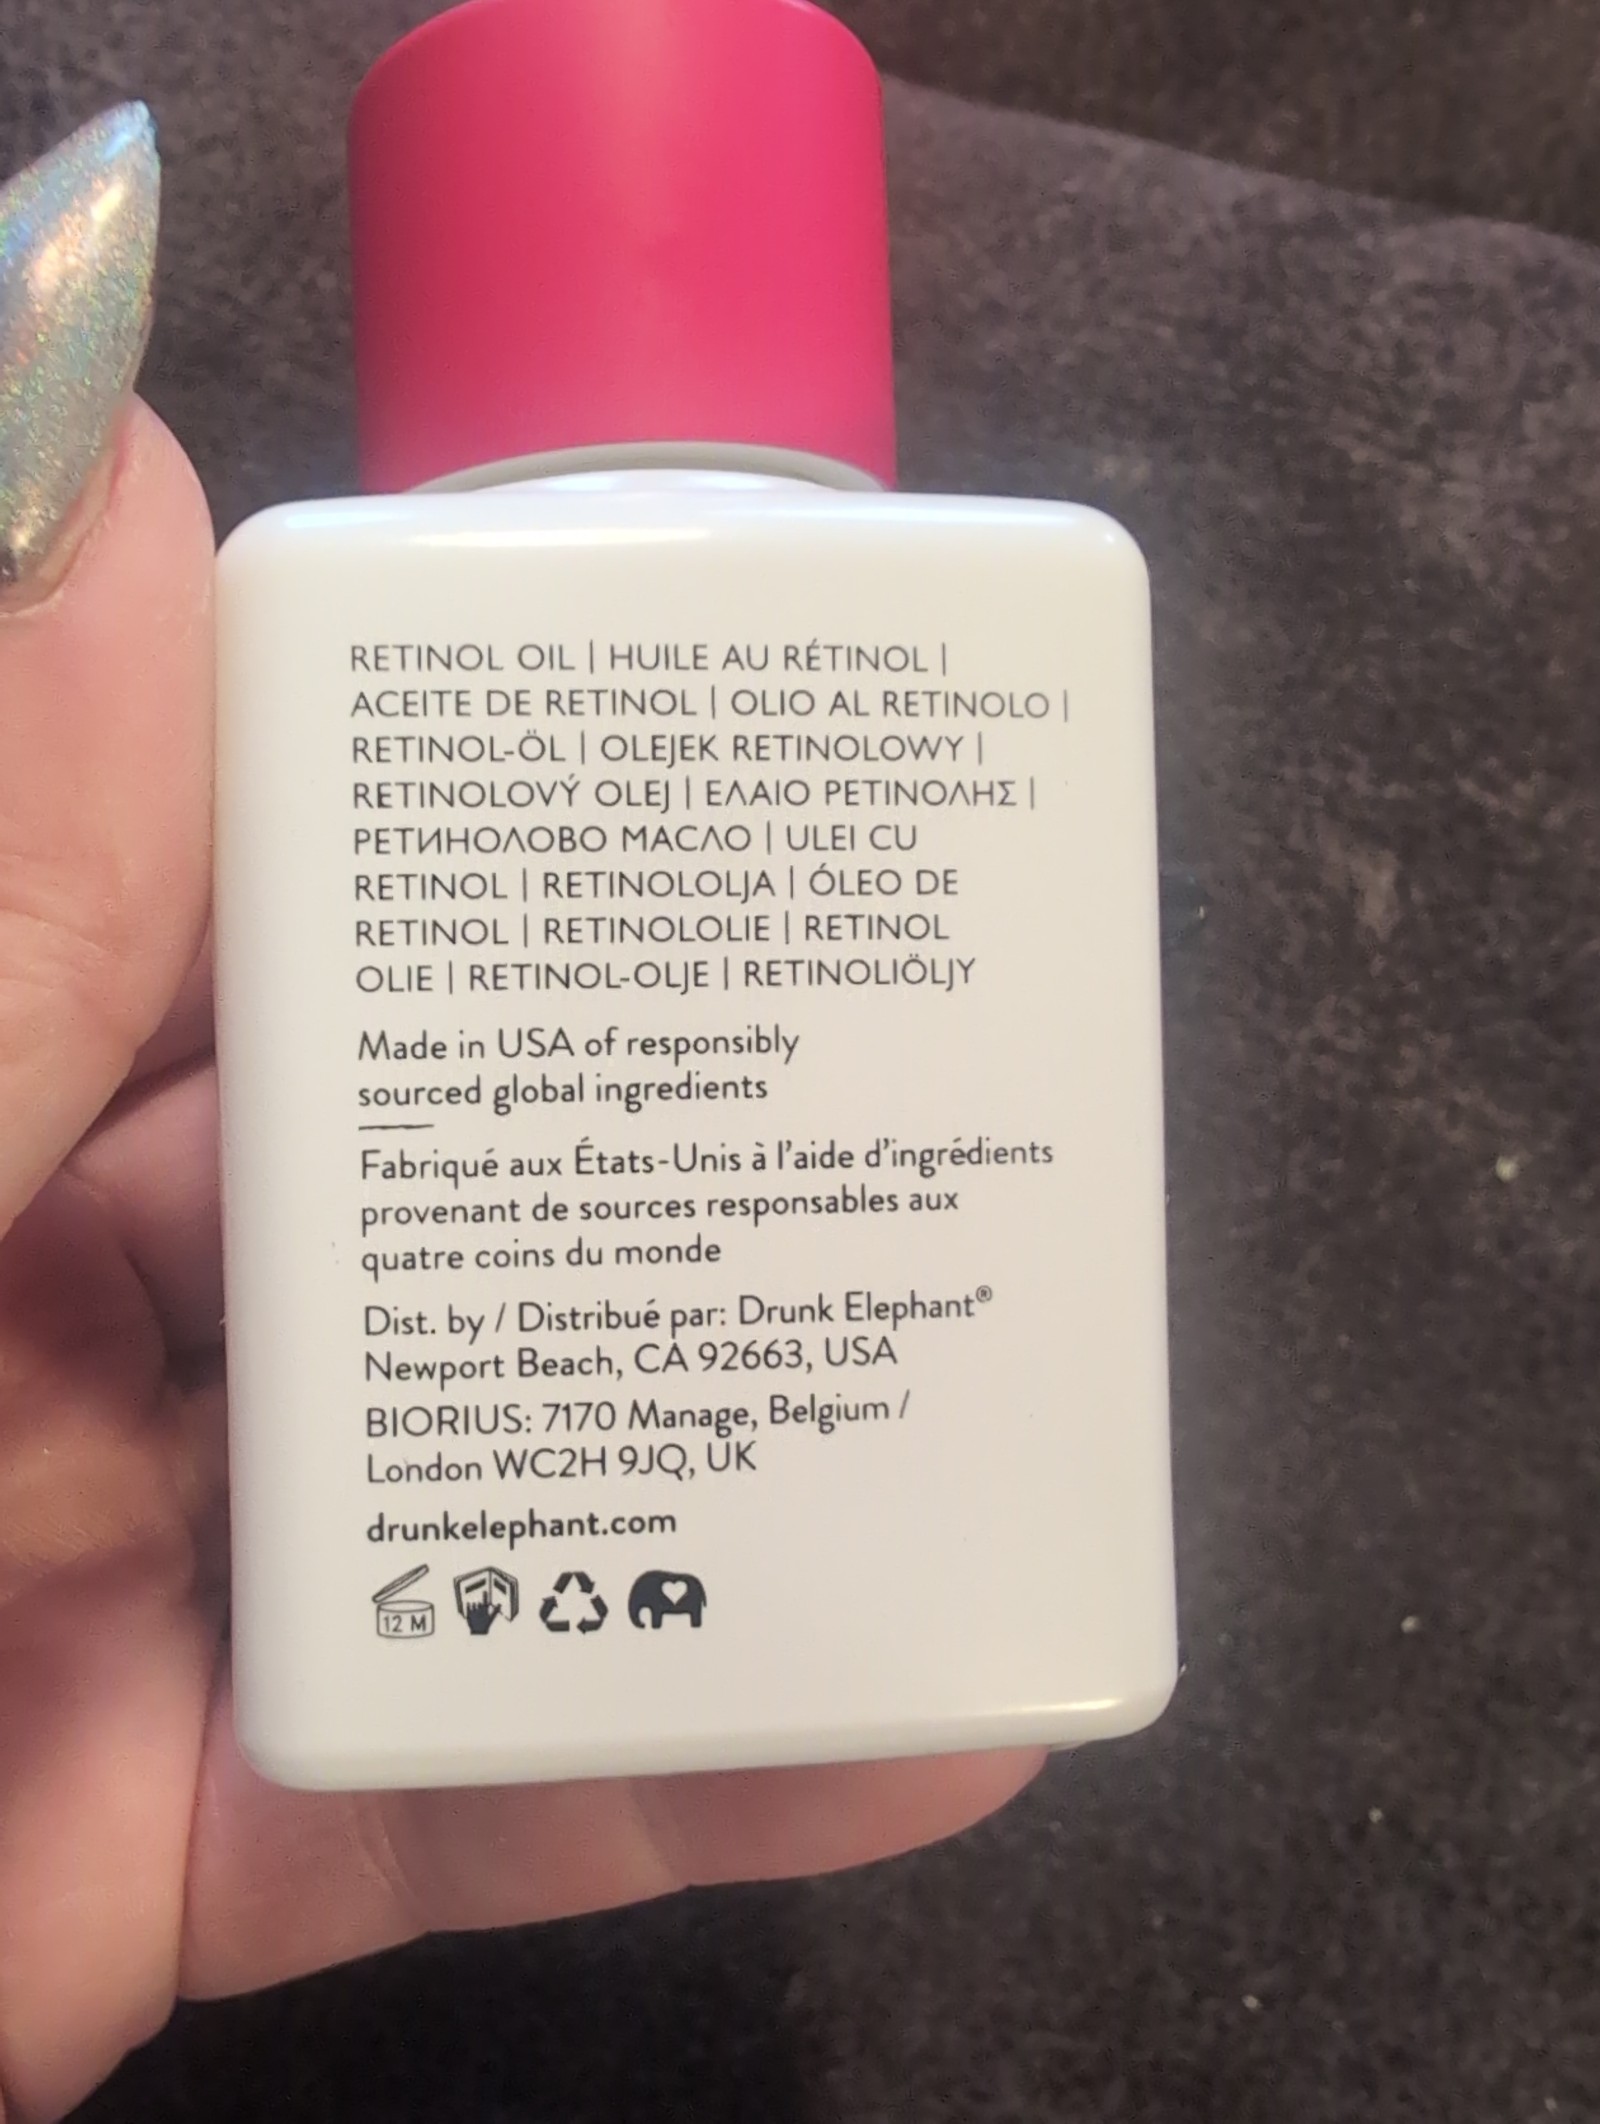 RETINOL OIL | HUILE AU RÉTINOL |
ACEITE DE RETINOL | OLIO AL RETINOLO |
RETINOL-ÖL | OLEJEK RETINOLOWY |
RETINOLOVÝ OLEJ | ΕΛΑΙΟ ΡΕΤΙΝΟΛΗΣ |
РЕТИНОЛОВО МАСЛО | ULEI CU
RETINOL | RETINOLOLJA | ÓLEO DE
RETINOL | RETINOLOLIE | RETINOL
OLIE | RETINOL-OLJE | RETINOLIÖLJY
Made in USA of responsibly
sourced global ingredients
Fabriqué aux États-Unis à l'aide d'ingrédients
provenant de sources responsables aux
quatre coins du monde
Dist. by / Distribué par: Drunk Elephant®
Newport Beach, CA 92663, USA
BIORIUS: 7170 Manage, Belgium /
London WC2H 9JQ, UK
drunkelephant.com
12 M